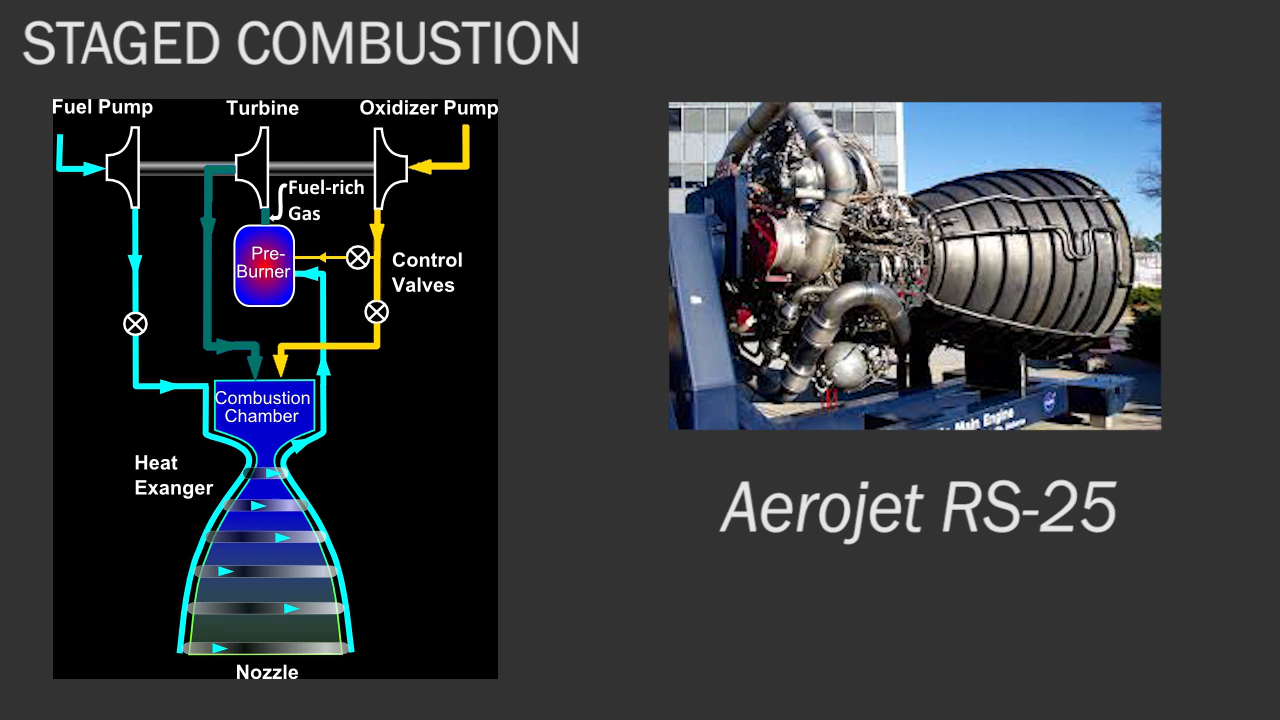 STAGED COMBUSTION
Fuel Pump
Turbine
Oxidizer Pump
Fuel-rich
Gas
Pre-
Burner
Control
Valves
Combustion
Chamber
Heat
Exanger
Nozzle
Main Engine
Aerojet RS-25